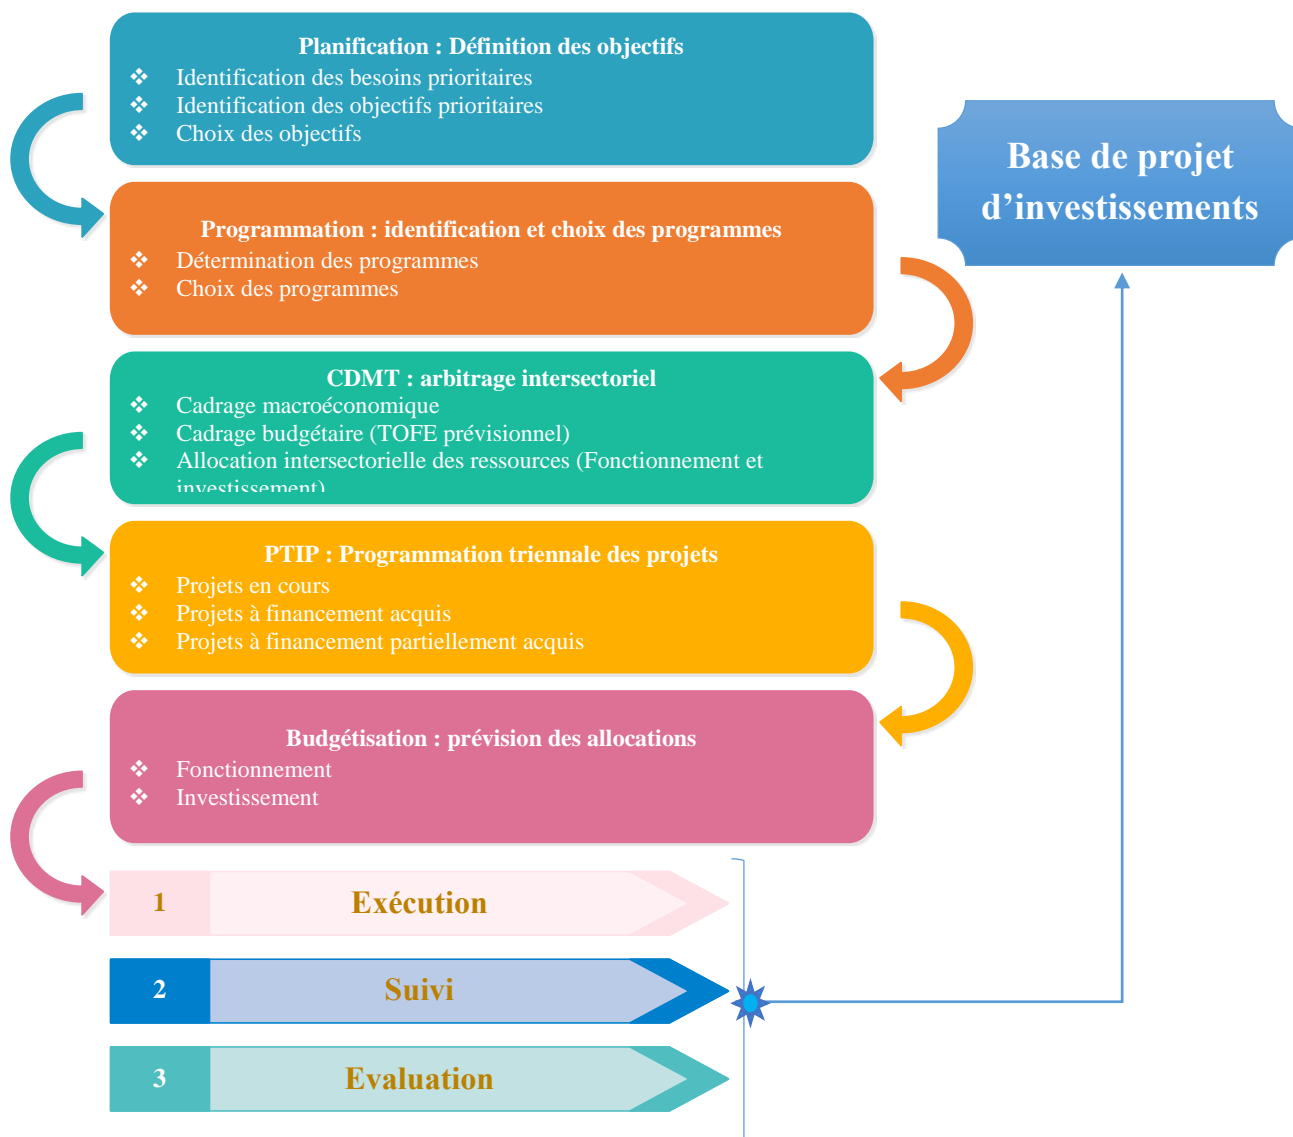 Planification : Définition des objectifs
❖ Identification des besoins prioritaires
❖ Identification des objectifs prioritaires
❖ Choix des objectifs
Base de projet
d’investissements
Programmation : identification et choix des programmes
❖ Détermination des programmes
❖ Choix des programmes
CDMT : arbitrage intersectoriel
❖ Cadrage macroéconomique
❖ Cadrage budgétaire (TOFE prévisionnel)
❖ Allocation intersectorielle des ressources (Fonctionnement et
investissement)
PTIP : Programmation triennale des projets
❖ Projets en cours
❖ Projets à financement acquis
❖ Projets à financement partiellement acquis
Budgétisation : prévision des allocations
❖ Fonctionnement
❖ Investissement
1 Exécution
2 Suivi
3 Evaluation